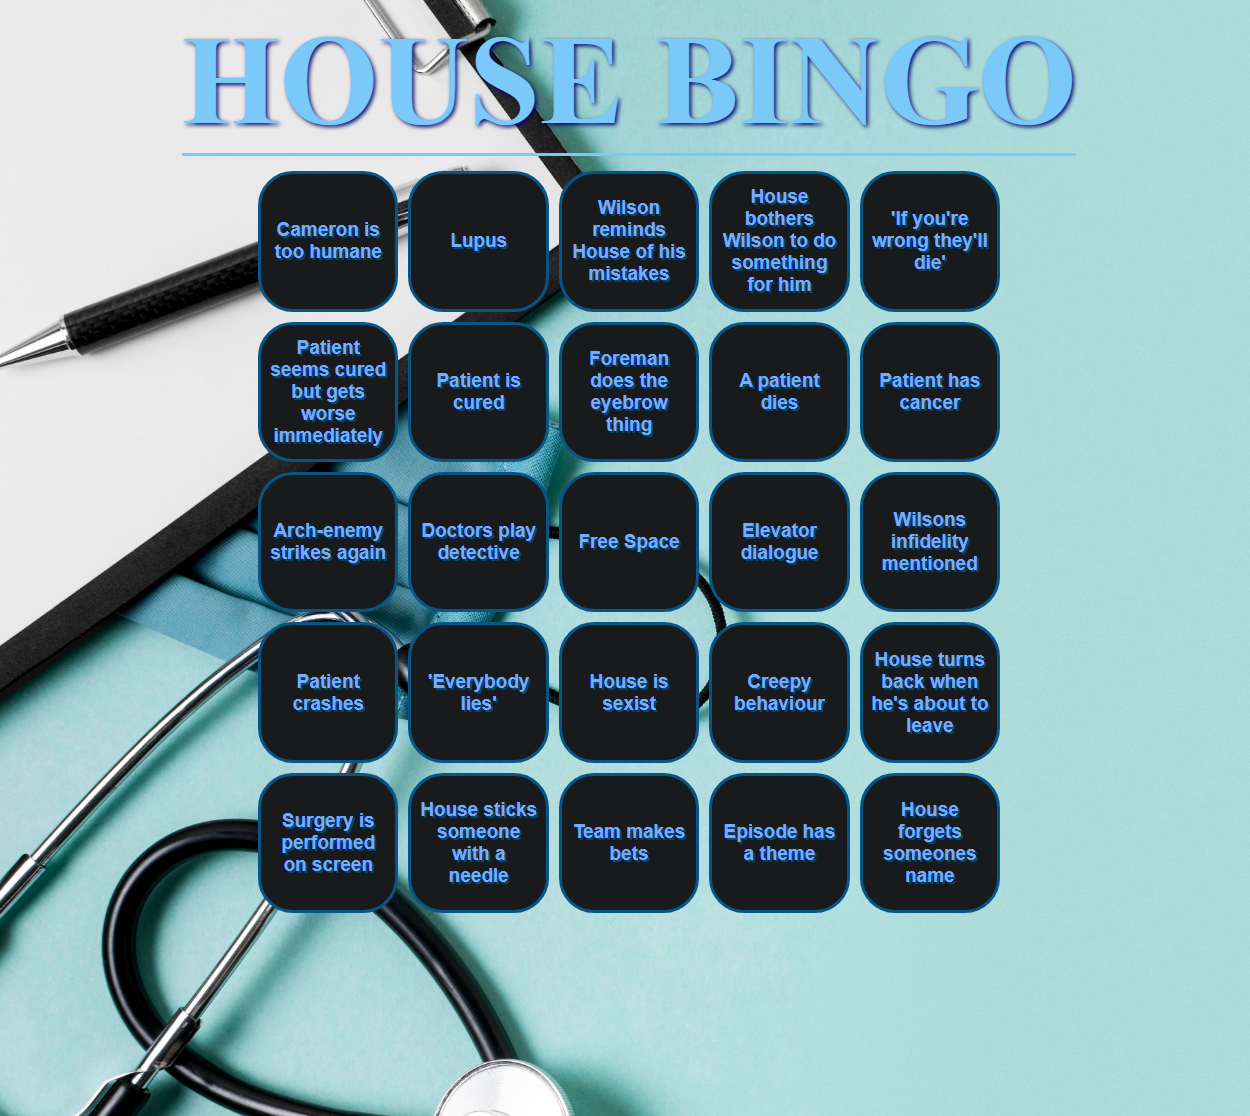 HOUSE BINGO
Cameron is
too humane
Lupus
Wilson
reminds
House of his
mistakes
House
bothers
Wilson to do
something
for him
'If you're
wrong they'll
die'
Patient
seems cured
but gets
worse
immediately
Patient is
cured
Foreman
does the
eyebrow
thing
A patient
dies
Patient has
cancer
Arch-enemy
strikes again
Doctors play
detective
Free Space
Elevator
dialogue
Wilsons
infidelity
mentioned
Patient
crashes
'Everybody
lies'
House is
sexist
Creepy
behaviour
House turns
back when
he's about to
leave
Surgery is
performed
on screen
House sticks
someone
with a
needle
Team makes
bets
Episode has
a theme
House
forgets
someones
name